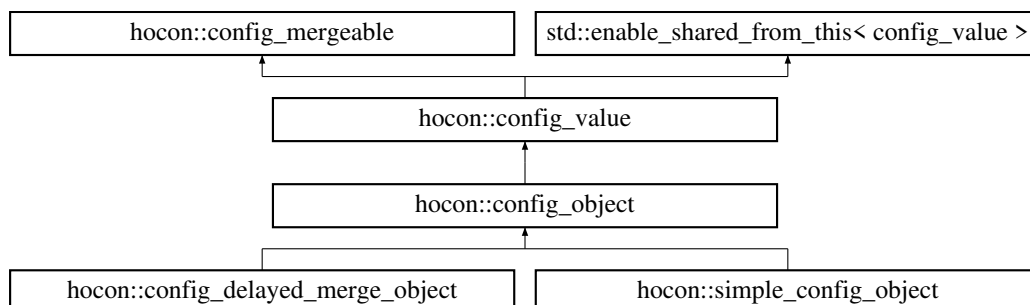 hocon::config_mergeable
std::enable_shared_from_this< config_value >
hocon::config_value
hocon::config_object
hocon::config_delayed_merge_object
hocon::simple_config_object